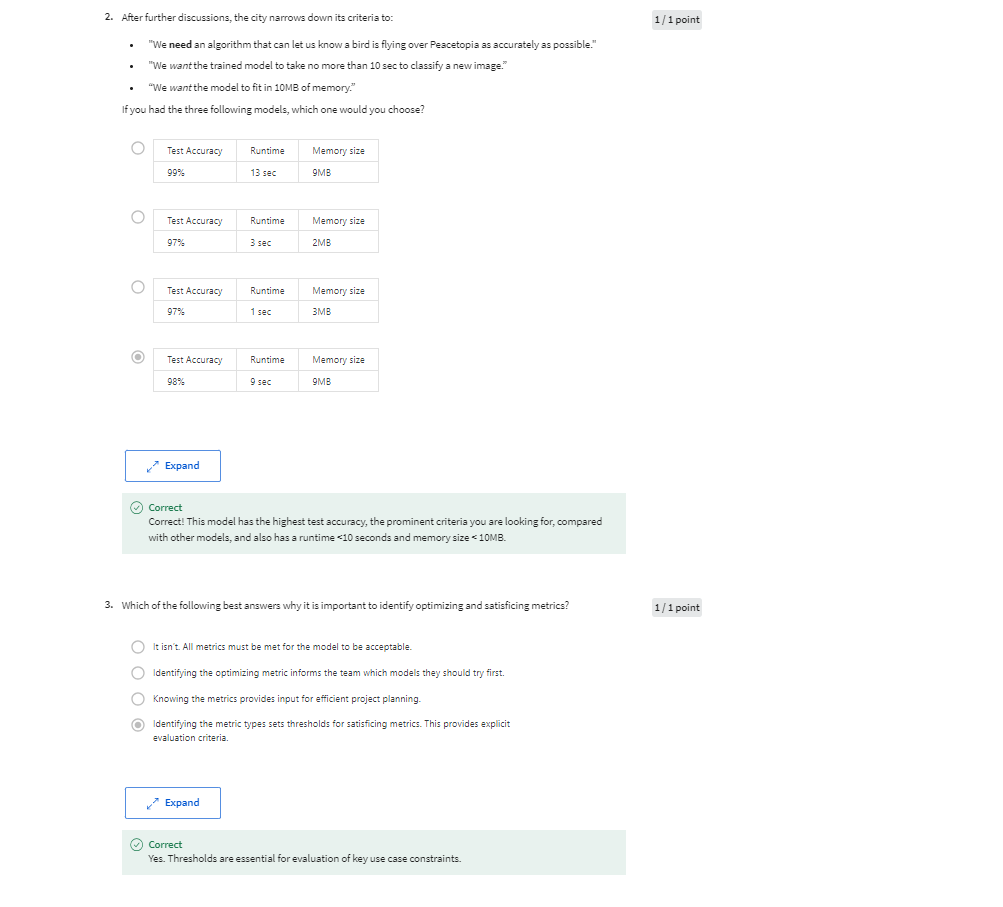 2. After further discussions, the city narrows down its criteria to:
1 / 1 point
• "We need an algorithm that can let us know a bird is flying over Peacetopia as accurately as possible."
• "We want the trained model to take no more than 10 sec to classify a new image.”
• “We want the model to fit in 10MB of memory.”
If you had the three following models, which one would you choose?
Test Accuracy Runtime Memory size
99% 13 sec 9MB
Test Accuracy Runtime Memory size
97% 3 sec 2MB
Test Accuracy Runtime Memory size
97% 1 sec 3MB
Test Accuracy Runtime Memory size
98% 9 sec 9MB
Expand
Correct
Correct! This model has the highest test accuracy, the prominent criteria you are looking for, compared
with other models, and also has a runtime <10 seconds and memory size < 10MB.
3. Which of the following best answers why it is important to identify optimizing and satisficing metrics?
1 / 1 point
It isn’t. All metrics must be met for the model to be acceptable.
Identifying the optimizing metric informs the team which models they should try first.
Knowing the metrics provides input for efficient project planning.
Identifying the metric types sets thresholds for satisficing metrics. This provides explicit
evaluation criteria.
Expand
Correct
Yes. Thresholds are essential for evaluation of key use case constraints.